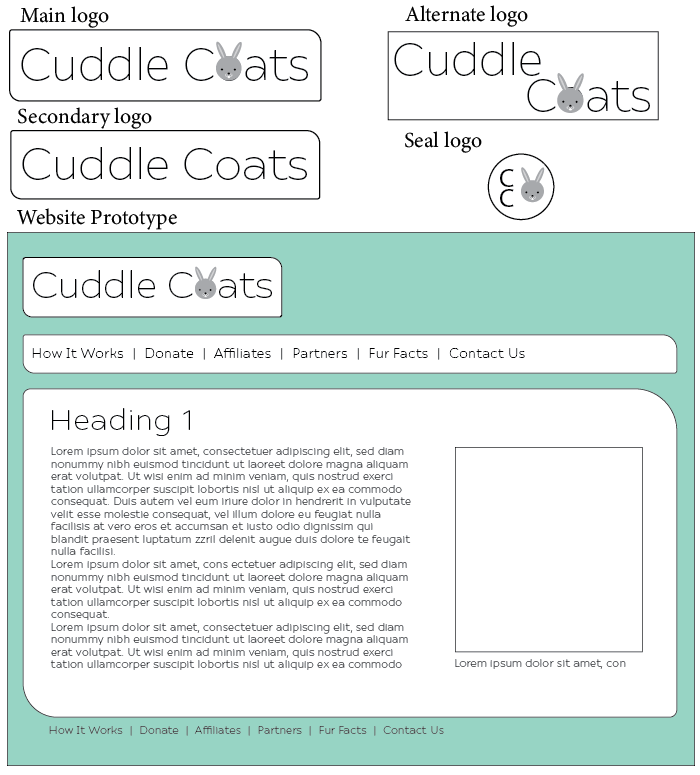 Main logo
Cuddle C ats
Secondary logo
Cuddle Coats
Alternate logo
Cuddle
C ats
Seal logo
C
C
Website Prototype
Cuddle C ats
How It Works | Donate | Affiliates | Partners | Fur Facts | Contact Us
Heading 1
Lorem ipsum dolor sit amet, consectetuer adipiscing elit, sed diam
nonummy nibh euismod tincidunt ut laoreet dolore magna aliquam
erat volutpat. Ut wisi enim ad minim veniam, quis nostrud exerci
tation ullamcorper suscipit lobortis nisl ut aliquip ex ea commodo
consequat. Duis autem vel eum iriure dolor in hendrerit in vulputate
velit esse molestie consequat, vel illum dolore eu feugiat nulla
facilisis at vero eros et accumsan et iusto odio dignissim qui
blandit praesent luptatum zzril delenit augue duis dolore te feugait
nulla facilisi.
Lorem ipsum dolor sit amet, cons ectetuer adipiscing elit, sed diam
nonummy nibh euismod tincidunt ut laoreet dolore magna aliquam
erat volutpat. Ut wisi enim ad minim veniam, quis nostrud exerci
tation ullamcorper suscipit lobortis nisl ut aliquip ex ea commodo
consequat.
Lorem ipsum dolor sit amet, consectetuer adipiscing elit, sed diam
nonummy nibh euismod tincidunt ut laoreet dolore magna aliquam
erat volutpat. Ut wisi enim ad minim veniam, quis nostrud exerci
tation ullamcorper suscipit lobortis nisl ut aliquip ex ea commodo
Lorem ipsum dolor sit amet, con
How It Works | Donate | Affiliates | Partners | Fur Facts | Contact Us